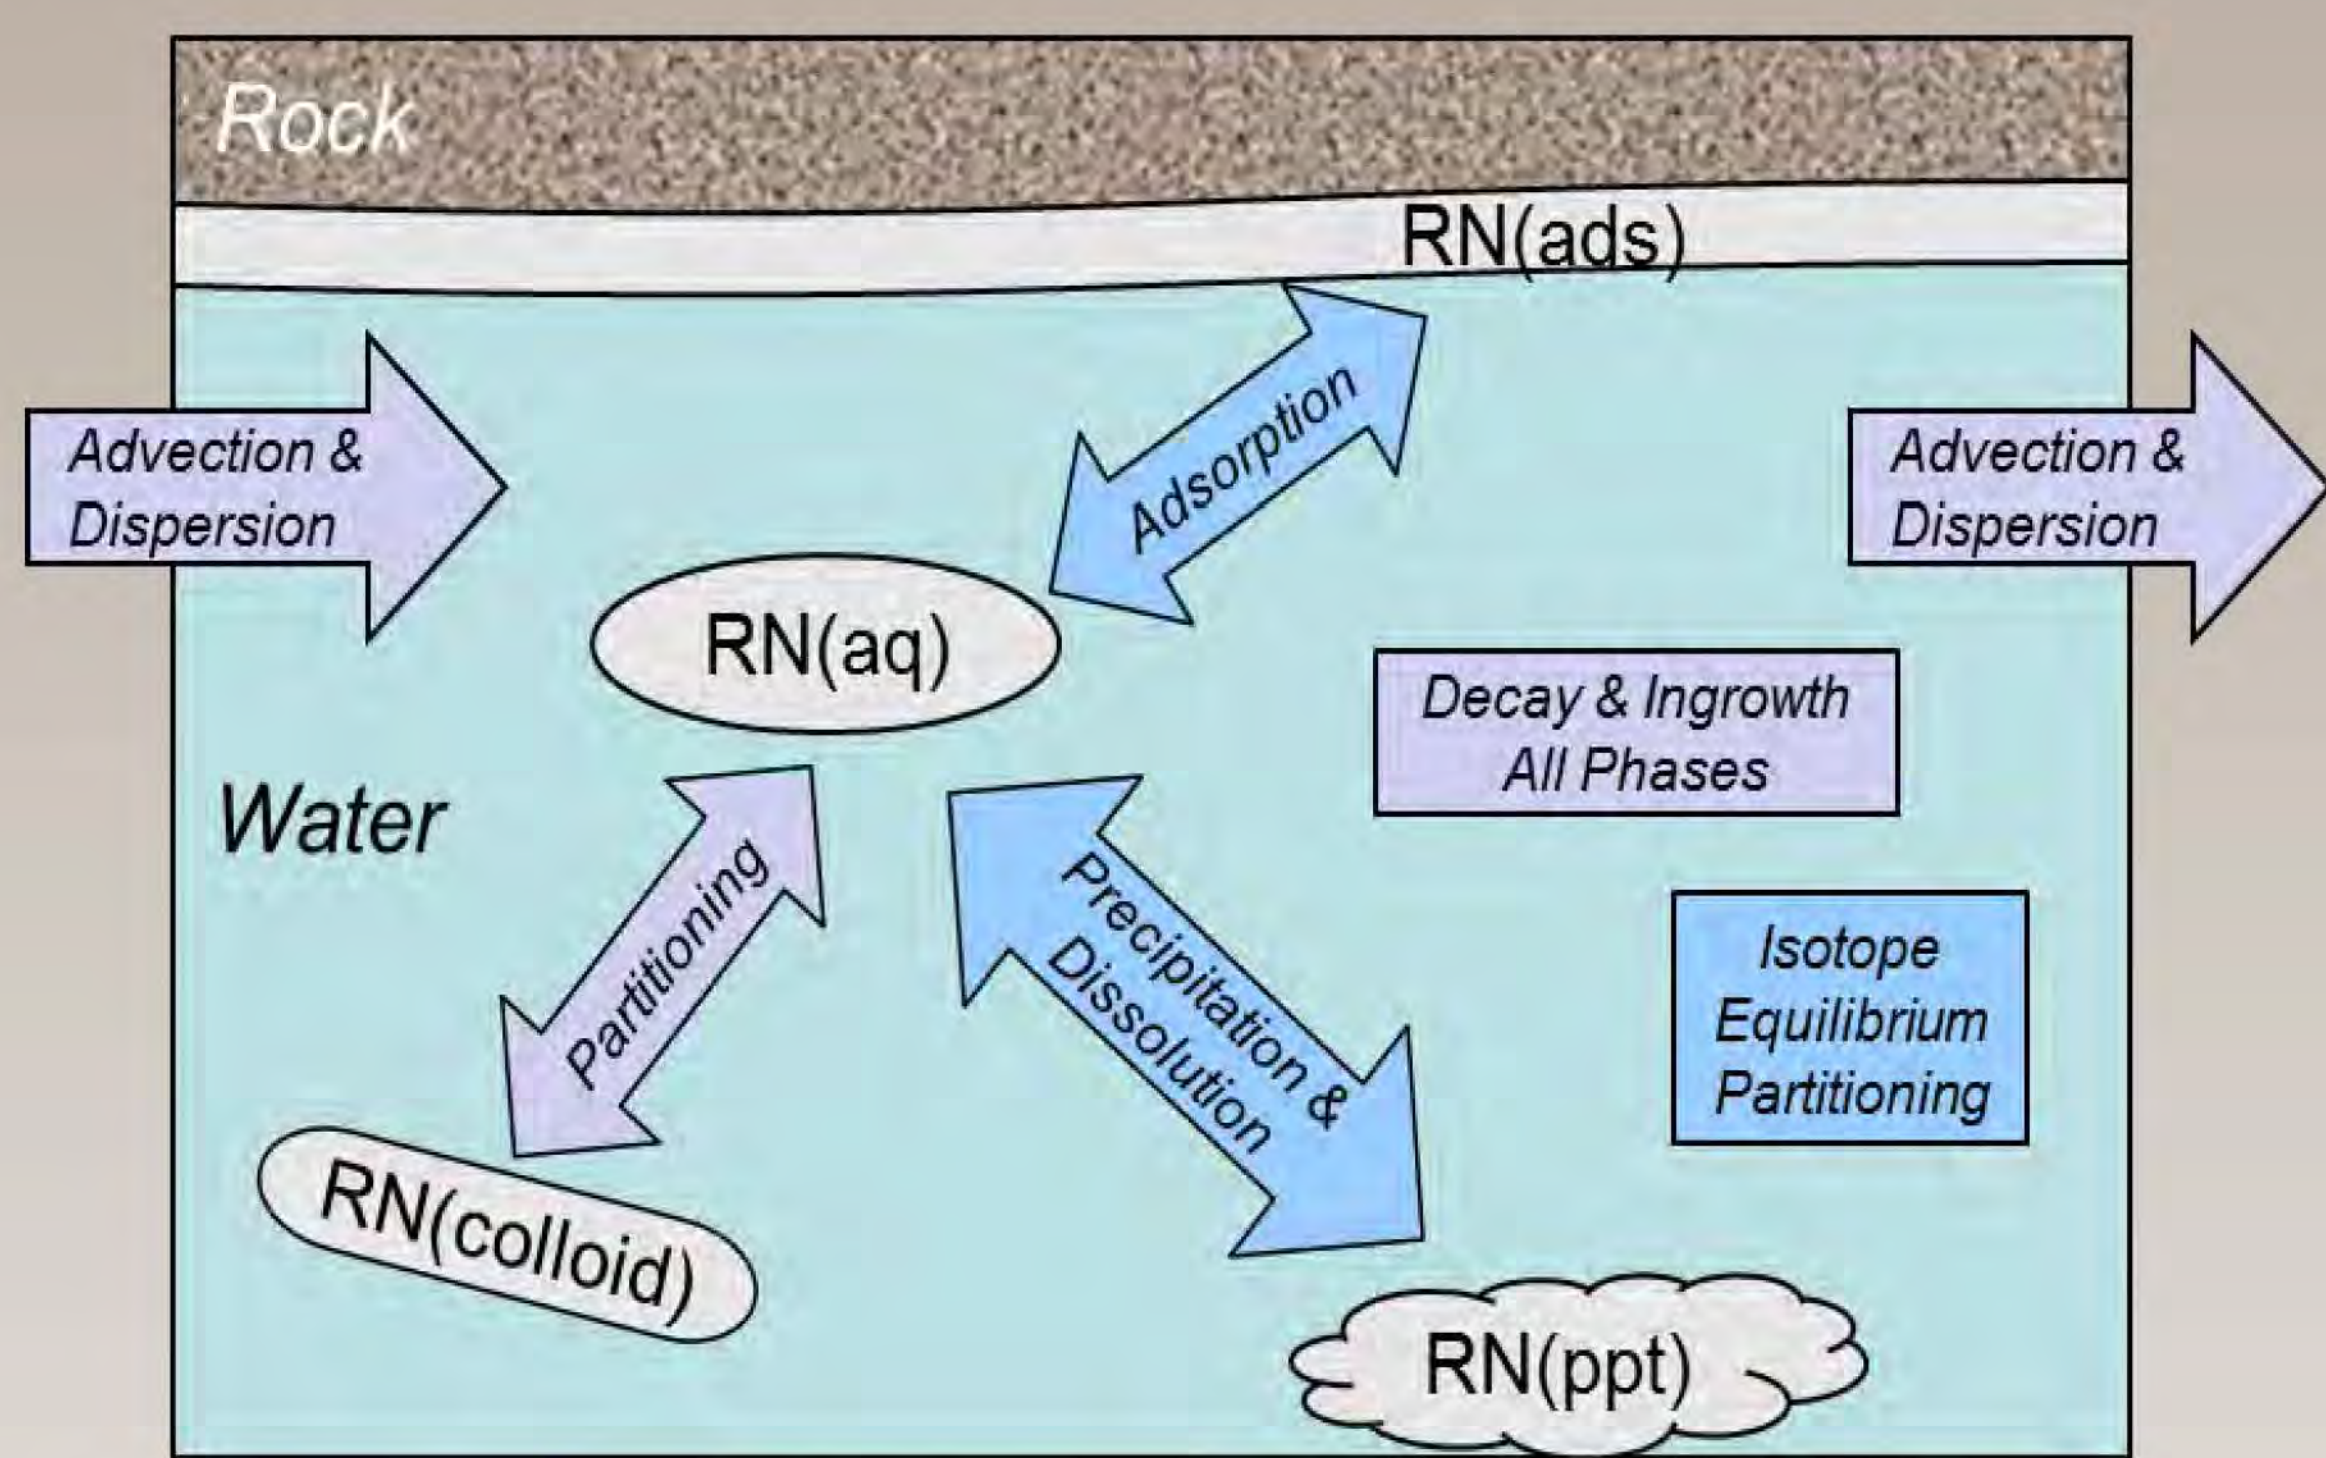 Rock
RN(ads)
Advection &
Dispersion
Adsorption
Advection &
Dispersion
RN(aq)
Decay & Ingrowth
All Phases
Water
Partitioning
Precipitation &
Dissolution
Isotope
Equilibrium
Partitioning
RN(colloid)
RN(ppt)